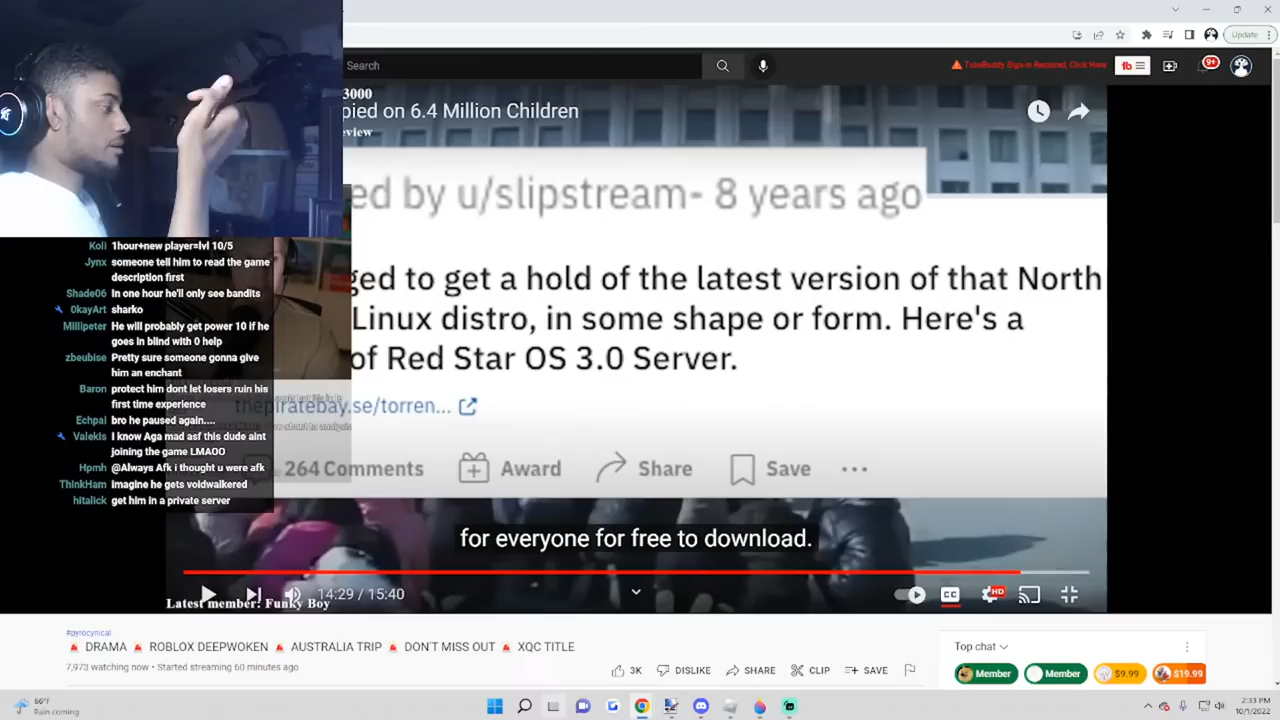 Update
Search
TubeBuddy Sign-in Required, Click Here
9+
3000
pied on 6.4 Million Children
eview
ed by u/slipstream- 8 years ago
ged to get a hold of the latest version of that North
Linux distro, in some shape or form. Here's a
of Red Star OS 3.0 Server.
thepiratebay.se/torren...
264 Comments
Award
Share
Save
Koli 1hour+new player=lvl 10/5
Jynx someone tell him to read the game
description first
Shade06 In one hour he'll only see bandits
0kayArt sharko
Millipeter He will probably get power 10 if he
goes in blind with 0 help
zbeubise Pretty sure someone gonna give
him an enchant
Baron protect him dont let losers ruin his
first time experience
Echpal bro he paused again....
Valekis I know Aga mad asf this dude aint
joining the game LMAOO
Hpmh @Always Afk i thought u were afk
ThinkHam imagine he gets voidwalkered
hitalick get him in a private server
for everyone for free to download.
14:29 / 15:40
CC
HD
Latest member: Funky Boy
#pyrocynical
DRAMA ROBLOX DEEPWOKEN AUSTRALIA TRIP DON'T MISS OUT XQC TITLE
7,973 watching now • Started streaming 60 minutes ago
3K
DISLIKE
SHARE
CLIP
SAVE
Top chat
Member
Member
$9.99
$19.99
66°F
Rain coming
2:33 PM
10/1/2022